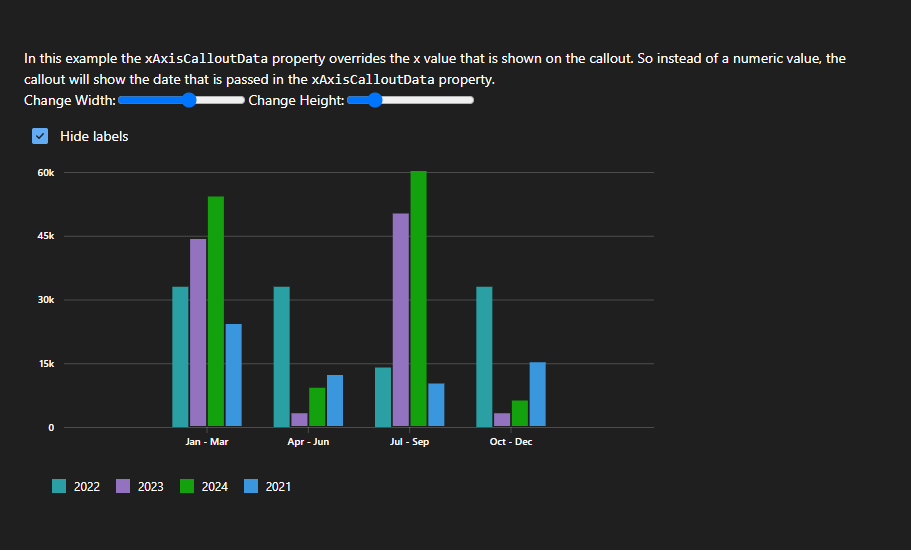 In this example the xAxisCalloutData property overrides the x value that is shown on the callout. So instead of a numeric value, the
callout will show the date that is passed in the xAxisCalloutData property.
Change Width: Change Height:
Hide labels
60k
45k
30k
15k
0
Jan - Mar Apr - Jun Jul - Sep Oct - Dec
2022 2023 2024 2021